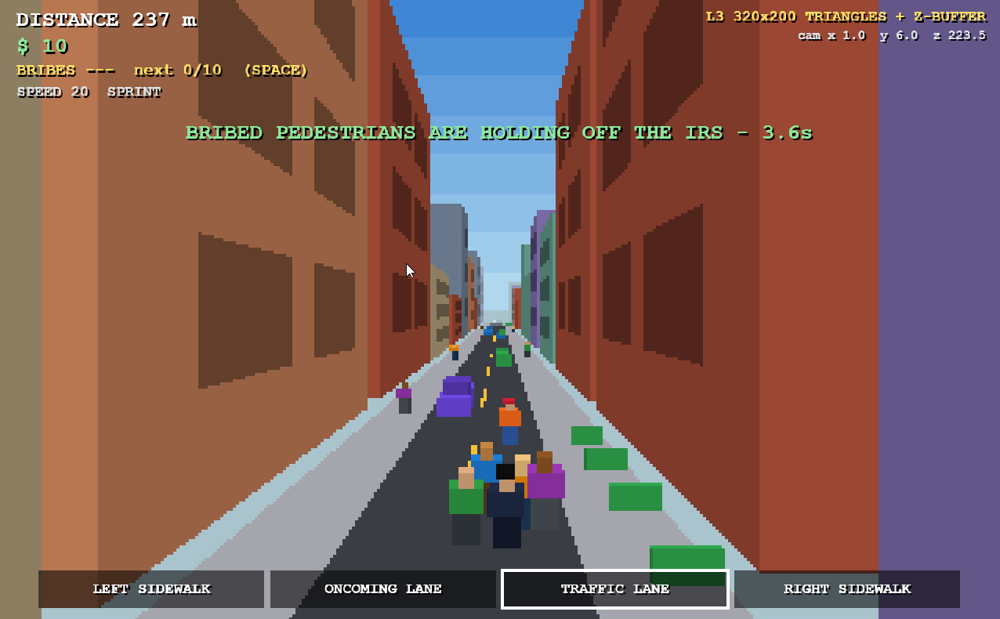 DISTANCE 237 m
$ 10
BRIBES ---  next 0/10  (SPACE)
SPEED 20  SPRINT
L3 320x200 TRIANGLES + Z-BUFFER
cam x 1.0  y 6.0  z 223.5
BRIBED PEDESTRIANS ARE HOLDING OFF THE IRS - 3.6s
LEFT SIDEWALK
ONCOMING LANE
TRAFFIC LANE
RIGHT SIDEWALK